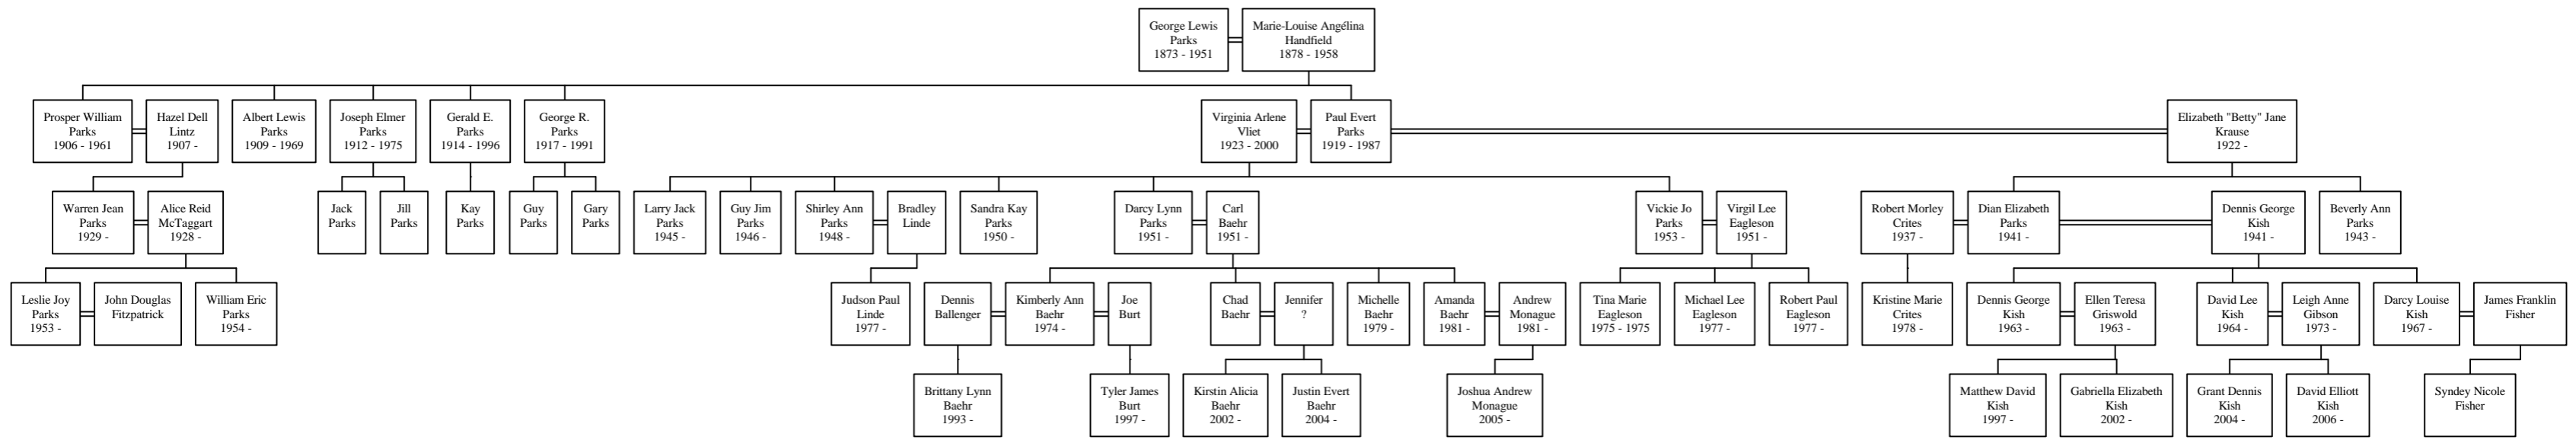 George Lewis
Parks
1873 - 1951
Marie-Louise Angélina
Handfield
1878 - 1958
Prosper William
Parks
1906 - 1961
Hazel Dell
Lintz
1907 -
Albert Lewis
Parks
1909 - 1969
Joseph Elmer
Parks
1912 - 1975
Gerald E.
Parks
1914 - 1996
George R.
Parks
1917 - 1991
Virginia Arlene
Vliet
1923 - 2000
Paul Evert
Parks
1919 - 1987
Elizabeth "Betty" Jane
Krause
1922 -
Warren Jean
Parks
1929 -
Alice Reid
McTaggart
1928 -
Jack
Parks
Jill
Parks
Kay
Parks
Guy
Parks
Gary
Parks
Larry Jack
Parks
1945 -
Guy Jim
Parks
1946 -
Shirley Ann
Parks
1948 -
Bradley
Linde
Sandra Kay
Parks
1950 -
Darcy Lynn
Parks
1951 -
Carl
Baehr
1951 -
Vickie Jo
Parks
1953 -
Virgil Lee
Eagleson
1951 -
Robert Morley
Crites
1937 -
Dian Elizabeth
Parks
1941 -
Dennis George
Kish
1941 -
Beverly Ann
Parks
1943 -
Leslie Joy
Parks
1953 -
John Douglas
Fitzpatrick
William Eric
Parks
1954 -
Judson Paul
Linde
1977 -
Dennis
Ballenger
Kimberly Ann
Baehr
1974 -
Joe
Burt
Chad
Baehr
Jennifer
?
Michelle
Baehr
1979 -
Amanda
Baehr
1981 -
Andrew
Monague
1981 -
Tina Marie
Eagleson
1975 - 1975
Michael Lee
Eagleson
1977 -
Robert Paul
Eagleson
1977 -
Kristine Marie
Crites
1978 -
Dennis George
Kish
1963 -
Ellen Teresa
Griswold
1963 -
David Lee
Kish
1964 -
Leigh Anne
Gibson
1973 -
Darcy Louise
Kish
1967 -
James Franklin
Fisher
Brittany Lynn
Baehr
1993 -
Tyler James
Burt
1997 -
Kirstin Alicia
Baehr
2002 -
Justin Evert
Baehr
2004 -
Joshua Andrew
Monague
2005 -
Matthew David
Kish
1997 -
Gabriella Elizabeth
Kish
2002 -
Grant Dennis
Kish
2004 -
David Elliott
Kish
2006 -
Syndey Nicole
Fisher